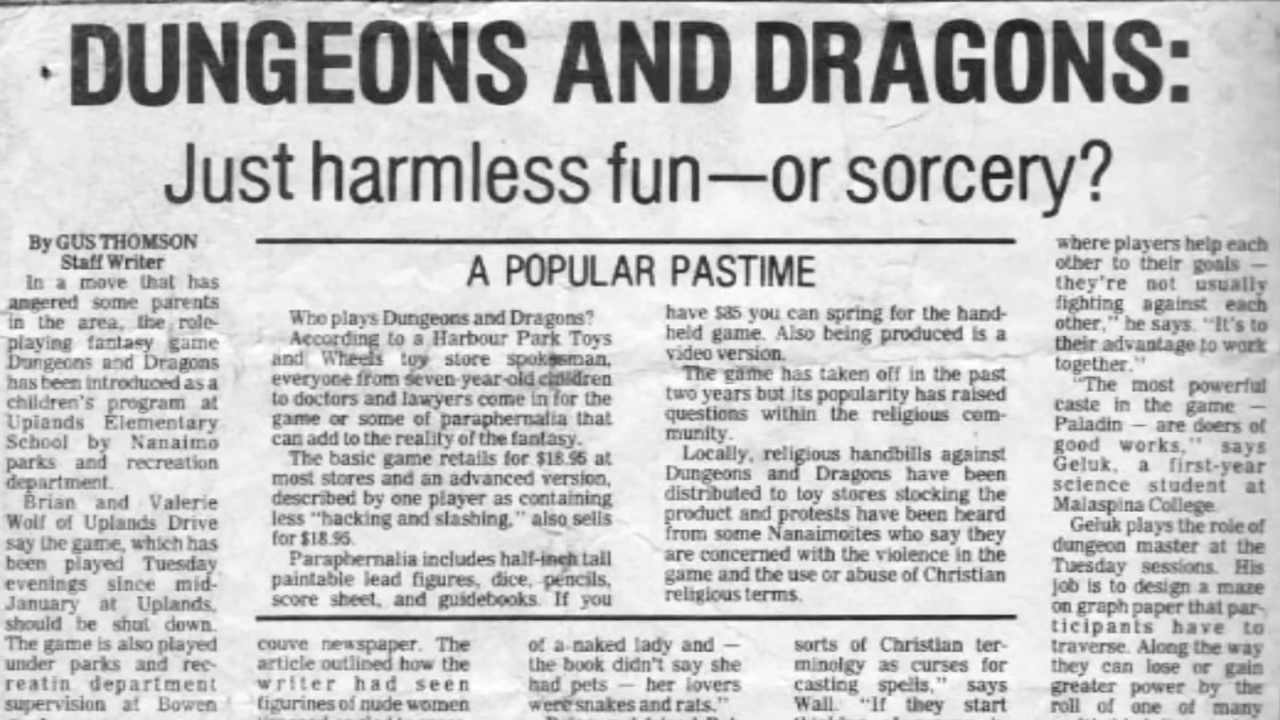 DUNGEONS AND DRAGONS:
Just harmless fun—or sorcery?
By GUS THOMSON
Staff Writer
In a move that has
angered some parents
in the area, the role-
playing fantasy game
Dungeons and Dragons
has been introduced as a
children's program at
Uplands Elementary
School by Nanaimo
parks and recreation
department.
Brian and Valerie
Wolf of Uplands Drive
say the game, which has
been played Tuesday
evenings since mid-
January at Uplands,
should be shut down.
The game is also played
under parks and rec-
reatin department
supervision at Bowen
A POPULAR PASTIME
Who plays Dungeons and Dragons?
According to a Harbour Park Toys
and Wheels toy store spokesman,
everyone from seven-year-old children
to doctors and lawyers come in for the
game or some of paraphernalia that
can add to the reality of the fantasy.
The basic game retails for $18.95 at
most stores and an advanced version,
described by one player as containing
less "hacking and slashing," also sells
for $18.95.
Paraphernalia includes half-inch tall
paintable lead figures, dice, pencils,
score sheet, and guidebooks. If you
have $35 you can spring for the hand-
held game. Also being produced is a
video version.
The game has taken off in the past
two years but its popularity has raised
questions within the religious com-
munity.
Locally, religious handbills against
Dungeons and Dragons have been
distributed to toy stores stocking the
product and protests have been heard
from some Nanaimoites who say they
are concerned with the violence in the
game and the use or abuse of Christian
religious terms.
couve newspaper. The
article outlined how the
writer had seen
figurines of nude women
of a naked lady and —
the book didn't say she
had pets — her lovers
were snakes and rats."
sorts of Christian ter-
minolgy as curses for
casting spells," says
Wall. "If they start
where players help each
other to their goals —
they're not usually
fighting against each
other," he says. "It's to
their advantage to work
together."
"The most powerful
caste in the game —
Paladin — are doers of
good works," says
Geluk, a first-year
science student at
Malaspina College.
Geluk plays the role of
dungeon master at the
Tuesday sessions. His
job is to design a maze
on graph paper that par-
ticipants have to
traverse. Along the way
they can lose or gain
greater power by the
roll of one of many